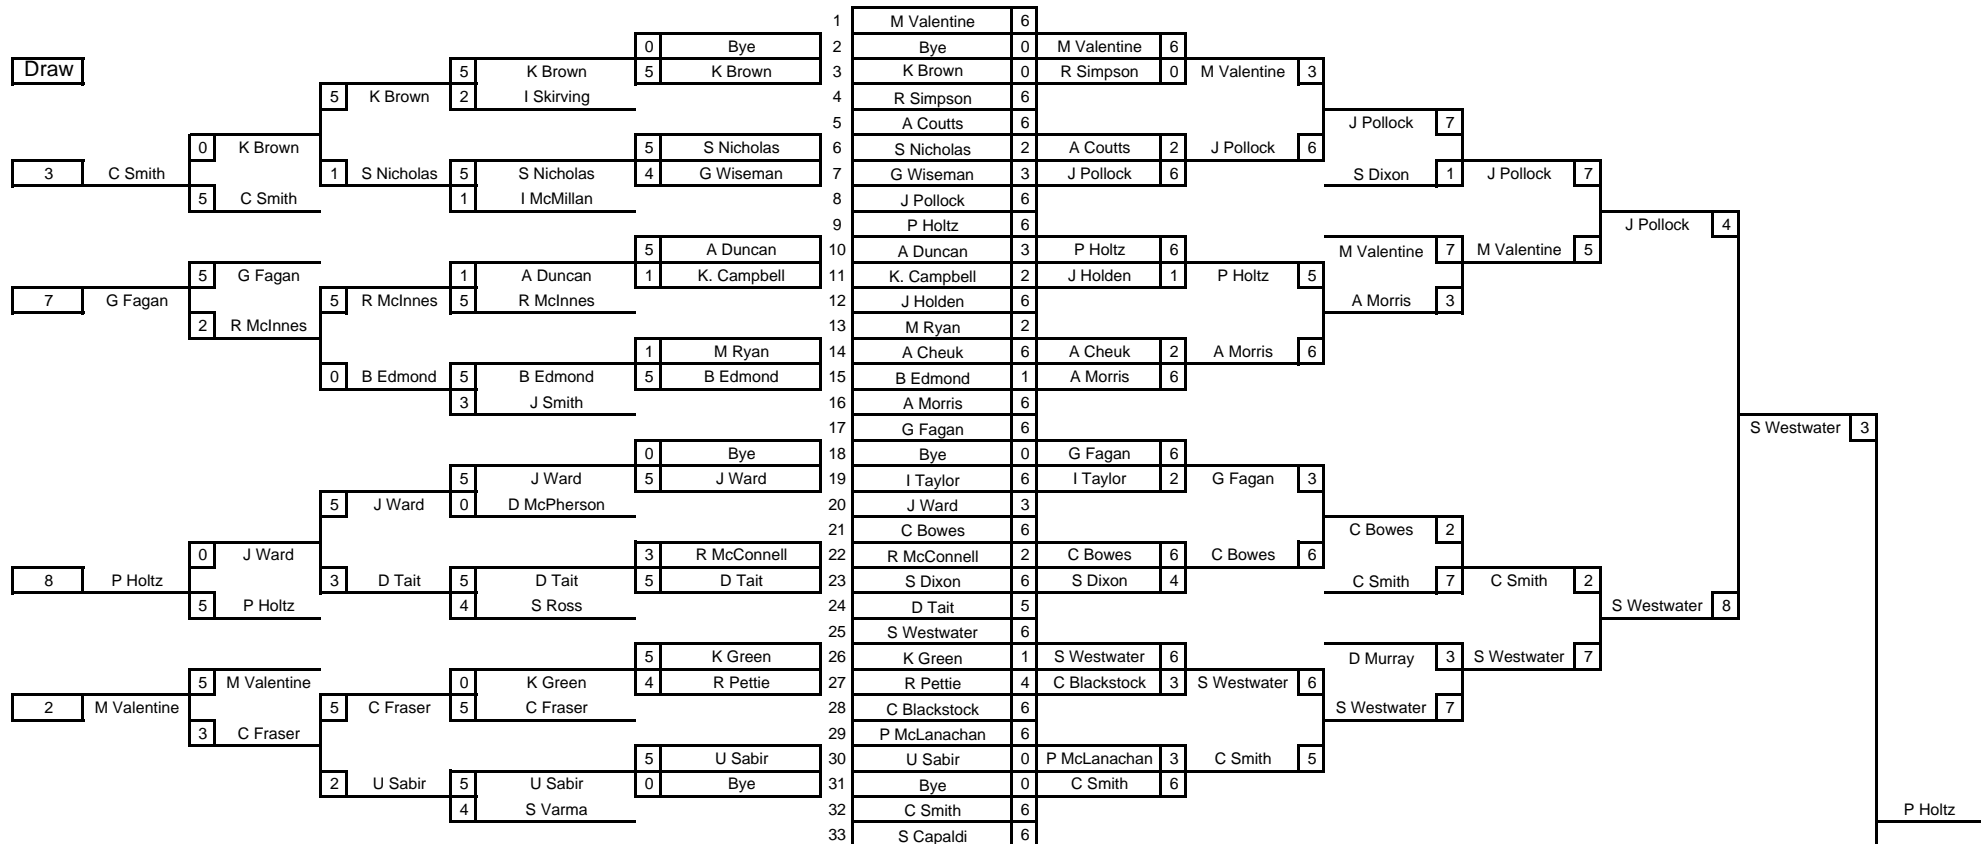 1 M Valentine 6
0 Bye 2 Bye 0 M Valentine 6
Draw 5 K Brown 5 K Brown 3 K Brown 0 R Simpson 0 M Valentine 3
5 K Brown 2 I Skirving 4 R Simpson 6
5 A Coutts 6 J Pollock 7
0 K Brown 5 S Nicholas 6 S Nicholas 2 A Coutts 2 J Pollock 6
3 C Smith 1 S Nicholas 5 S Nicholas 4 G Wiseman 7 G Wiseman 3 J Pollock 6 S Dixon 1 J Pollock 7
5 C Smith 1 I McMillan 8 J Pollock 6
9 P Holtz 6 J Pollock 4
5 A Duncan 10 A Duncan 3 P Holtz 6 M Valentine 7 M Valentine 5
5 G Fagan 1 A Duncan 1 K. Campbell 11 K. Campbell 2 J Holden 1 P Holtz 5
7 G Fagan 5 R McInnes 5 R McInnes 12 J Holden 6 A Morris 3
2 R McInnes 13 M Ryan 2
1 M Ryan 14 A Cheuk 6 A Cheuk 2 A Morris 6
0 B Edmond 5 B Edmond 5 B Edmond 15 B Edmond 1 A Morris 6
3 J Smith 16 A Morris 6
17 G Fagan 6 S Westwater 3
0 Bye 18 Bye 0 G Fagan 6
5 J Ward 5 J Ward 19 I Taylor 6 I Taylor 2 G Fagan 3
5 J Ward 0 D McPherson 20 J Ward 3
21 C Bowes 6 C Bowes 2
0 J Ward 3 R McConnell 22 R McConnell 2 C Bowes 6 C Bowes 6
8 P Holtz 3 D Tait 5 D Tait 5 D Tait 23 S Dixon 6 S Dixon 4 C Smith 7 C Smith 2
5 P Holtz 4 S Ross 24 D Tait 5 S Westwater 8
25 S Westwater 6
5 K Green 26 K Green 1 S Westwater 6 D Murray 3 S Westwater 7
5 M Valentine 0 K Green 4 R Pettie 27 R Pettie 4 C Blackstock 3 S Westwater 6
2 M Valentine 5 C Fraser 5 C Fraser 28 C Blackstock 6 S Westwater 7
3 C Fraser 29 P McLanachan 6
5 U Sabir 30 U Sabir 0 P McLanachan 3 C Smith 5
2 U Sabir 5 U Sabir 0 Bye 31 Bye 0 C Smith 6
4 S Varma 32 C Smith 6 P Holtz
33 S Capaldi 6